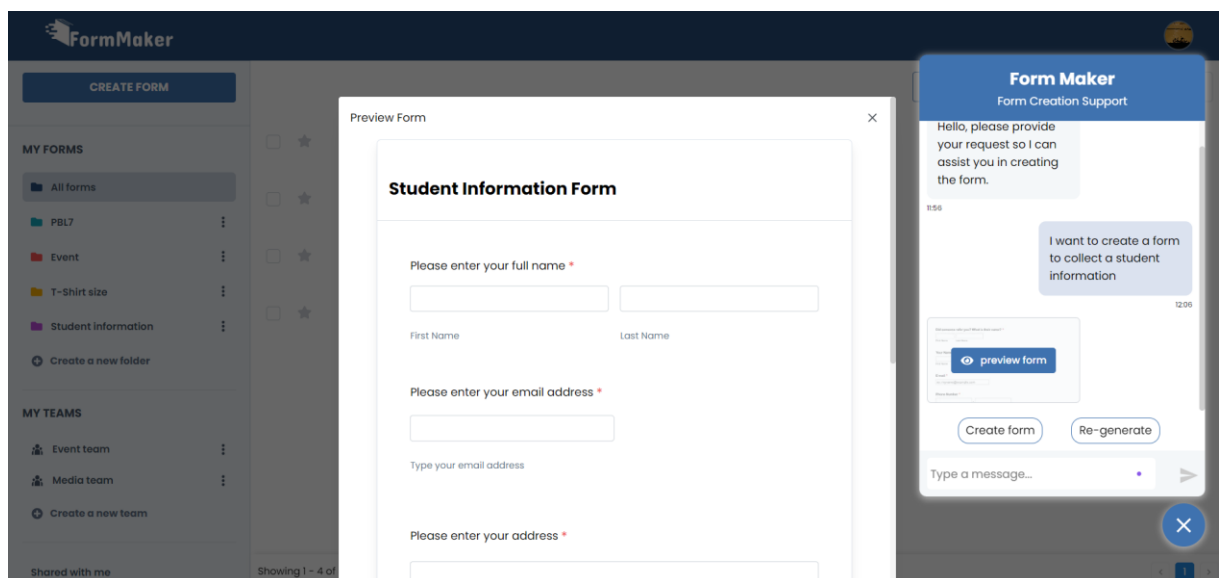 FormMaker
CREATE FORM
MY FORMS
All forms
PBL7
Event
T-Shirt size
Student information
Create a new folder
MY TEAMS
Event team
Media team
Create a new team
Shared with me
Showing 1 - 4 of
1
Preview Form
Student Information Form
Please enter your full name *
First Name
Last Name
Please enter your email address *
Type your email address
Please enter your address *
Form Maker
Form Creation Support
Hello, please provide
your request so I can
assist you in creating
the form.
11:56
I want to create a form
to collect a student
information
12:06
preview form
Create form
Re-generate
Type a message...